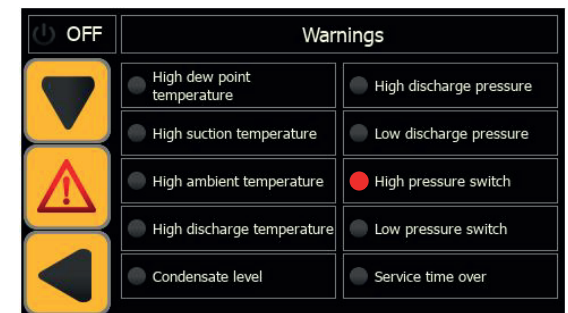 OFF
Warnings
High dew point
temperature
High discharge pressure
High suction temperature
Low discharge pressure
High ambient temperature
High pressure switch
High discharge temperature
Low pressure switch
Condensate level
Service time over